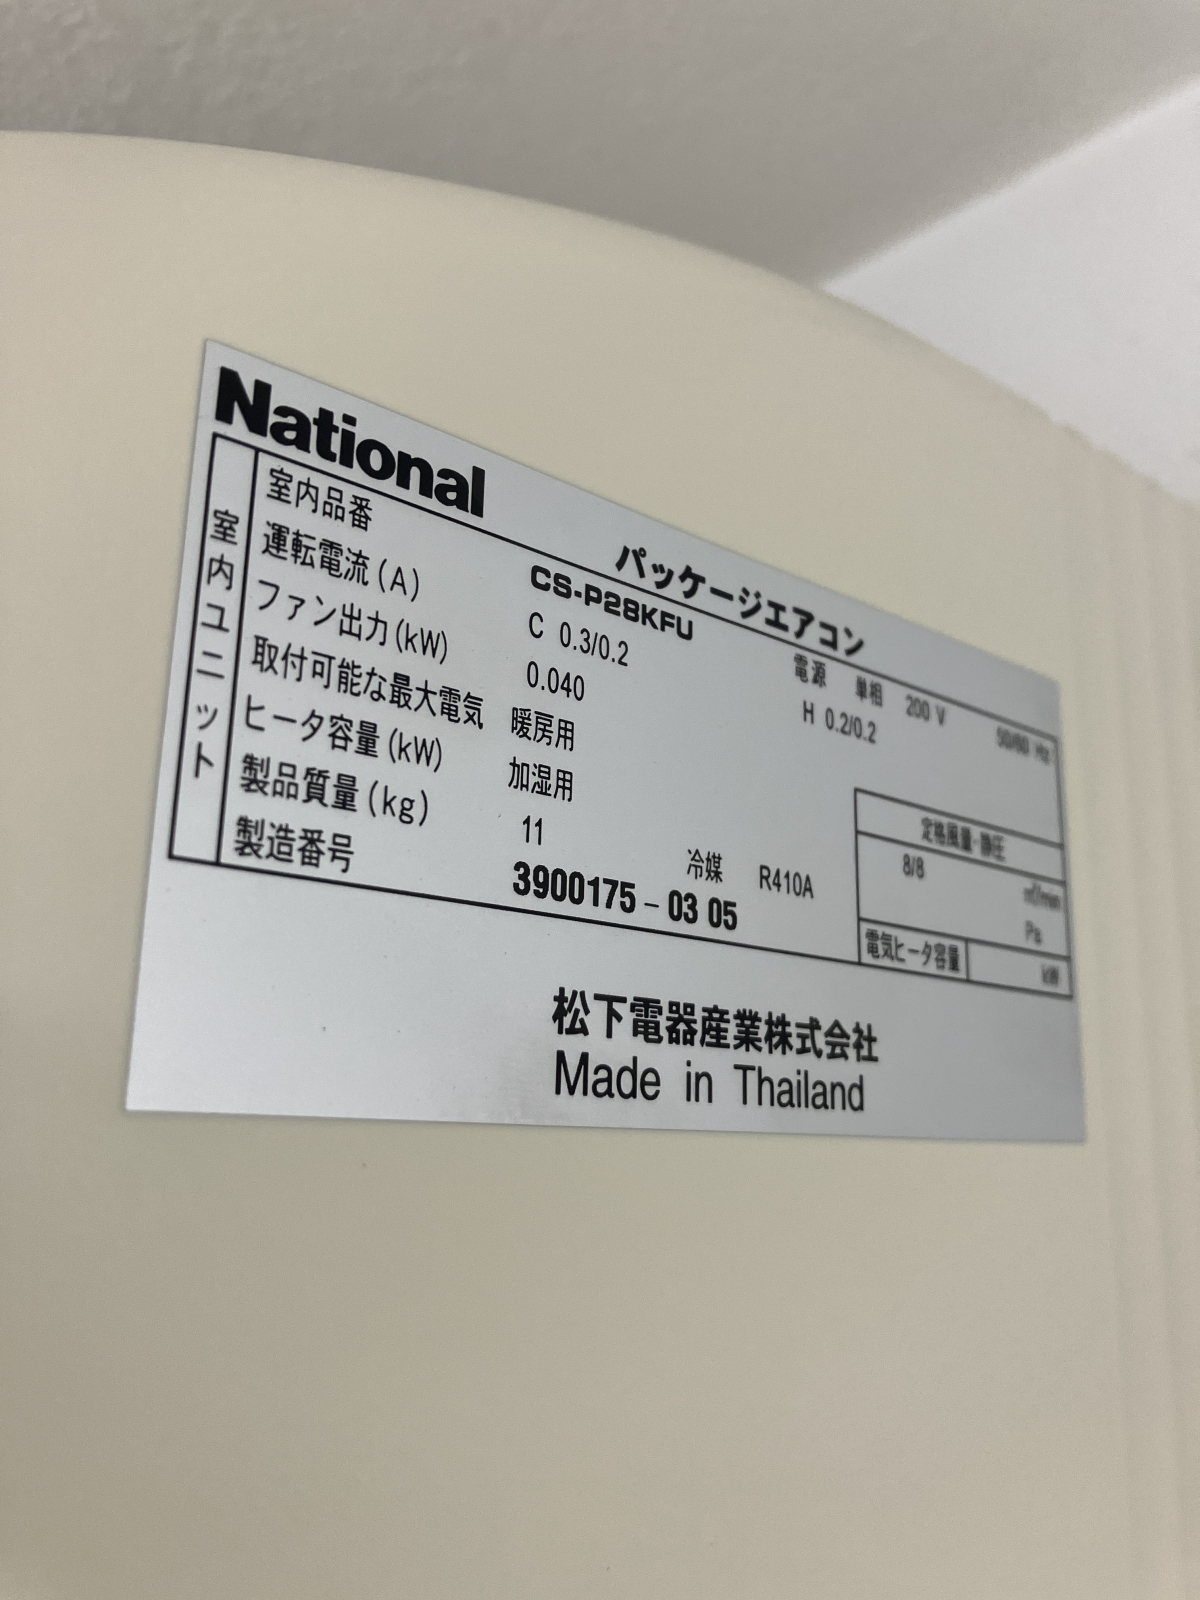 National
パッケージエアコン
室内ユニット
室内品番 CS-P28KFU 電源 単相 200 V 50/60 Hz
運転電流(A) C 0.3/0.2 H 0.2/0.2
ファン出力(kW) 0.040
取付可能な最大電気 暖房用
ヒータ容量(kW) 加湿用
製品質量(kg) 11 冷媒 R410A
製造番号 3900175-03 05
定格風量・静圧
8/8 m³/min
Pa
電気ヒータ容量 kW
松下電器産業株式会社
Made in Thailand